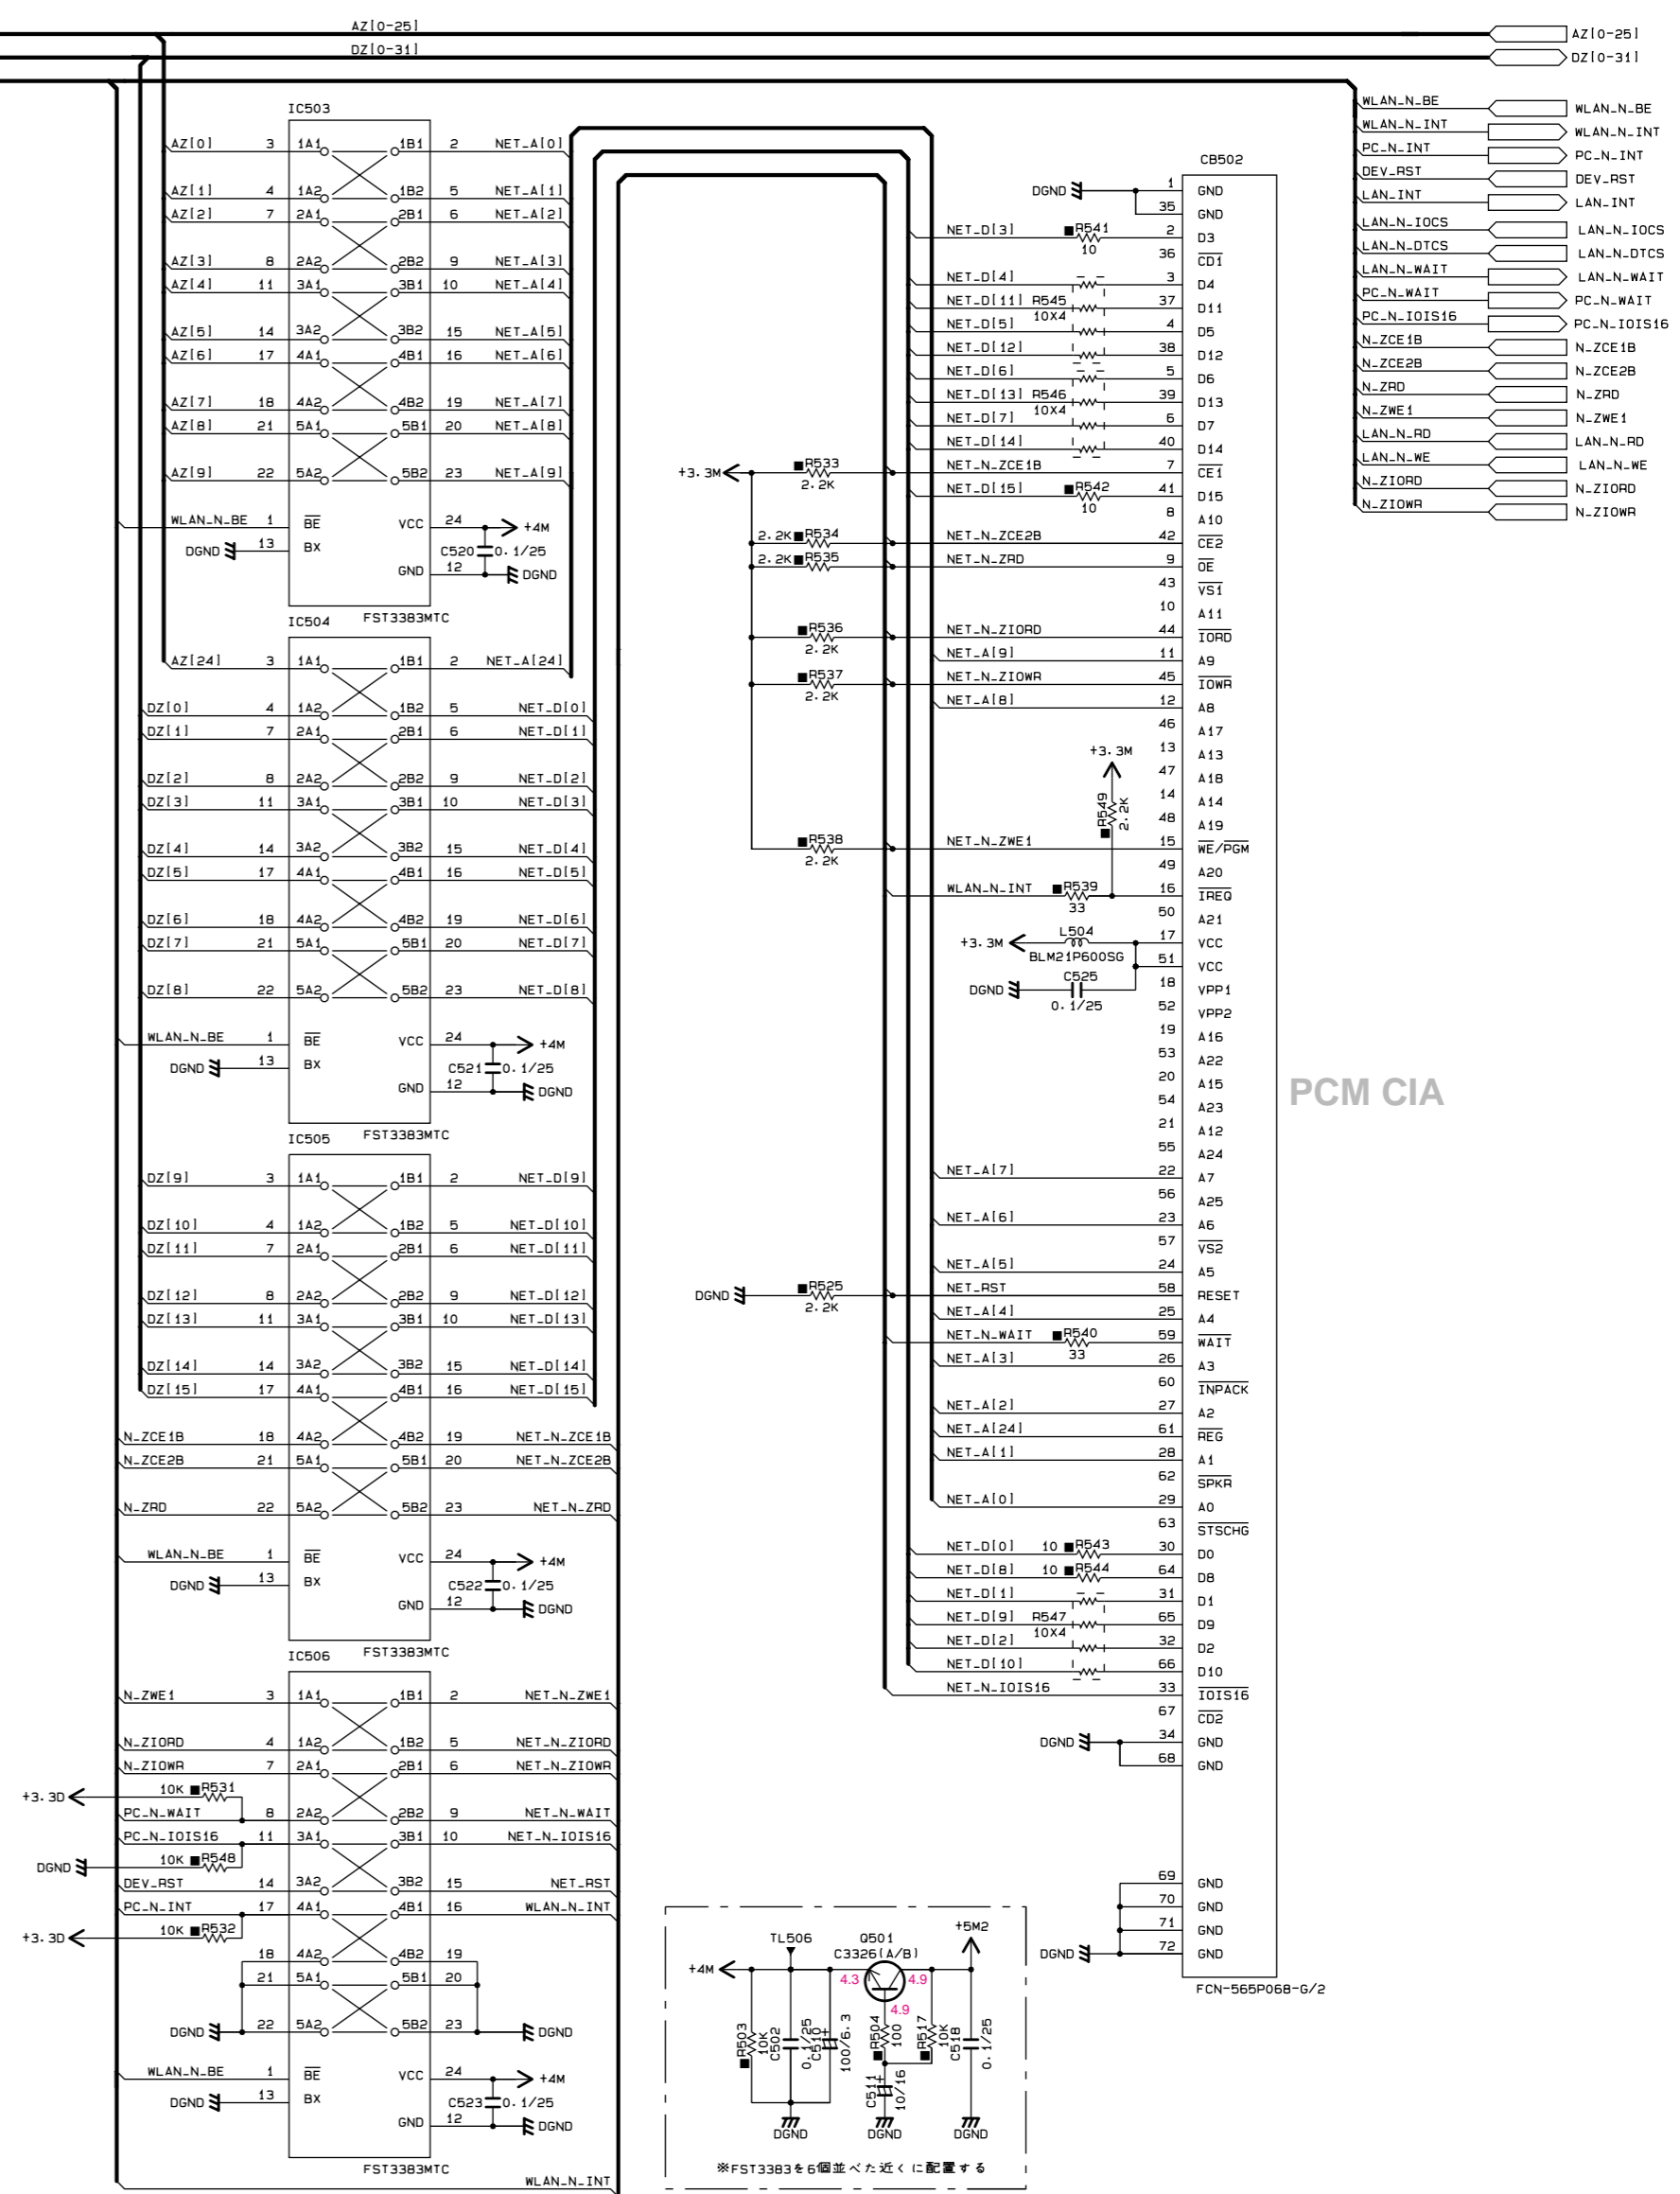 AZ[0-25]
DZ[0-31]
AZ[0-25]
DZ[0-31]
WLAN_N_BE WLAN_N_BE
WLAN_N_INT WLAN_N_INT
PC_N_INT PC_N_INT
DEV_RST DEV_RST
LAN_INT LAN_INT
LAN_N_IOCS LAN_N_IOCS
LAN_N_DTCS LAN_N_DTCS
LAN_N_WAIT LAN_N_WAIT
PC_N_WAIT PC_N_WAIT
PC_N_IOIS16 PC_N_IOIS16
N_ZCE1B N_ZCE1B
N_ZCE2B N_ZCE2B
N_ZRD N_ZRD
N_ZWE1 N_ZWE1
LAN_N_RD LAN_N_RD
LAN_N_WE LAN_N_WE
N_ZIORD N_ZIORD
N_ZIOWR N_ZIOWR
IC503
AZ[0] 3 1A1 1B1 2 NET_A[0]
AZ[1] 4 1A2 1B2 5 NET_A[1]
AZ[2] 7 2A1 2B1 6 NET_A[2]
AZ[3] 8 2A2 2B2 9 NET_A[3]
AZ[4] 11 3A1 3B1 10 NET_A[4]
AZ[5] 14 3A2 3B2 15 NET_A[5]
AZ[6] 17 4A1 4B1 16 NET_A[6]
AZ[7] 18 4A2 4B2 19 NET_A[7]
AZ[8] 21 5A1 5B1 20 NET_A[8]
AZ[9] 22 5A2 5B2 23 NET_A[9]
WLAN_N_BE 1 BE VCC 24 +4M
DGND 13 BX C520 0.1/25
GND 12 DGND
FST3383MTC
IC504
AZ[24] 3 1A1 1B1 2 NET_A[24]
DZ[0] 4 1A2 1B2 5 NET_D[0]
DZ[1] 7 2A1 2B1 6 NET_D[1]
DZ[2] 8 2A2 2B2 9 NET_D[2]
DZ[3] 11 3A1 3B1 10 NET_D[3]
DZ[4] 14 3A2 3B2 15 NET_D[4]
DZ[5] 17 4A1 4B1 16 NET_D[5]
DZ[6] 18 4A2 4B2 19 NET_D[6]
DZ[7] 21 5A1 5B1 20 NET_D[7]
DZ[8] 22 5A2 5B2 23 NET_D[8]
WLAN_N_BE 1 BE VCC 24 +4M
DGND 13 BX C521 0.1/25
GND 12 DGND
FST3383MTC
IC505
DZ[9] 3 1A1 1B1 2 NET_D[9]
DZ[10] 4 1A2 1B2 5 NET_D[10]
DZ[11] 7 2A1 2B1 6 NET_D[11]
DZ[12] 8 2A2 2B2 9 NET_D[12]
DZ[13] 11 3A1 3B1 10 NET_D[13]
DZ[14] 14 3A2 3B2 15 NET_D[14]
DZ[15] 17 4A1 4B1 16 NET_D[15]
N_ZCE1B 18 4A2 4B2 19 NET_N_ZCE1B
N_ZCE2B 21 5A1 5B1 20 NET_N_ZCE2B
N_ZRD 22 5A2 5B2 23 NET_N_ZRD
WLAN_N_BE 1 BE VCC 24 +4M
DGND 13 BX C522 0.1/25
GND 12 DGND
FST3383MTC
IC506
N_ZWE1 3 1A1 1B1 2 NET_N_ZWE1
N_ZIORD 4 1A2 1B2 5 NET_N_ZIORD
N_ZIOWR 7 2A1 2B1 6 NET_N_ZIOWR
+3.3D 10K ■R531
PC_N_WAIT 8 2A2 2B2 9 NET_N_WAIT
PC_N_IOIS16 11 3A1 3B1 10 NET_N_IOIS16
DGND 10K ■R548
DEV_RST 14 3A2 3B2 15 NET_RST
PC_N_INT 17 4A1 4B1 16 WLAN_N_INT
+3.3D 10K ■R532
18 4A2 4B2 19
21 5A1 5B1 20
DGND 22 5A2 5B2 23 DGND
WLAN_N_BE 1 BE VCC 24 +4M
DGND 13 BX C523 0.1/25
GND 12 DGND
FST3383MTC
WLAN_N_INT
CB502
DGND 1 GND
35 GND
NET_D[3] ■R541 10 2 D3
36 CD1
NET_D[4] 3 D4
NET_D[11] R545 10X4 37 D11
NET_D[5] 4 D5
NET_D[12] 38 D12
NET_D[6] 5 D6
NET_D[13] R546 10X4 39 D13
NET_D[7] 6 D7
NET_D[14] 40 D14
+3.3M ■R533 2.2K NET_N_ZCE1B 7 CE1
NET_D[15] ■R542 10 41 D15
8 A10
2.2K■R534 NET_N_ZCE2B 42 CE2
2.2K■R535 NET_N_ZRD 9 OE
43 VS1
10 A11
■R536 2.2K NET_N_ZIORD 44 IORD
NET_A[9] 11 A9
■R537 2.2K NET_N_ZIOWR 45 IOWR
NET_A[8] 12 A8
46 A17
+3.3M 13 A13
47 A18
14 A14
■R549 2.2K 48 A19
■R538 2.2K NET_N_ZWE1 15 WE/PGM
49 A20
WLAN_N_INT ■R539 33 16 IREQ
50 A21
+3.3M L504 BLM21P600SG 17 VCC
51 VCC
DGND C525 0.1/25 18 VPP1
52 VPP2
19 A16
53 A22
20 A15
54 A23
21 A12
55 A24
NET_A[7] 22 A7
56 A25
NET_A[6] 23 A6
57 VS2
NET_A[5] 24 A5
DGND ■R525 2.2K NET_RST 58 RESET
NET_A[4] 25 A4
NET_N_WAIT ■R540 33 59 WAIT
NET_A[3] 26 A3
60 INPACK
NET_A[2] 27 A2
NET_A[24] 61 REG
NET_A[1] 28 A1
62 SPKR
NET_A[0] 29 A0
63 STSCHG
NET_D[0] 10 ■R543 30 D0
NET_D[8] 10 ■R544 64 D8
NET_D[1] 31 D1
NET_D[9] R547 10X4 65 D9
NET_D[2] 32 D2
NET_D[10] 66 D10
NET_N_IOIS16 33 IOIS16
67 CD2
DGND 34 GND
68 GND
69 GND
70 GND
71 GND
DGND 72 GND
FCN-565P068-G/2
PCM CIA
TL506 Q501 +5M2
C3326(A/B)
+4M 4.3 4.9
4.9
■R503 10K
C502 0.1/25
C510 100/6.3
■R504 100
■R517 10K
C518 0.1/25
C511 10/16
DGND DGND DGND
※FST3383を6個並べた近くに配置する